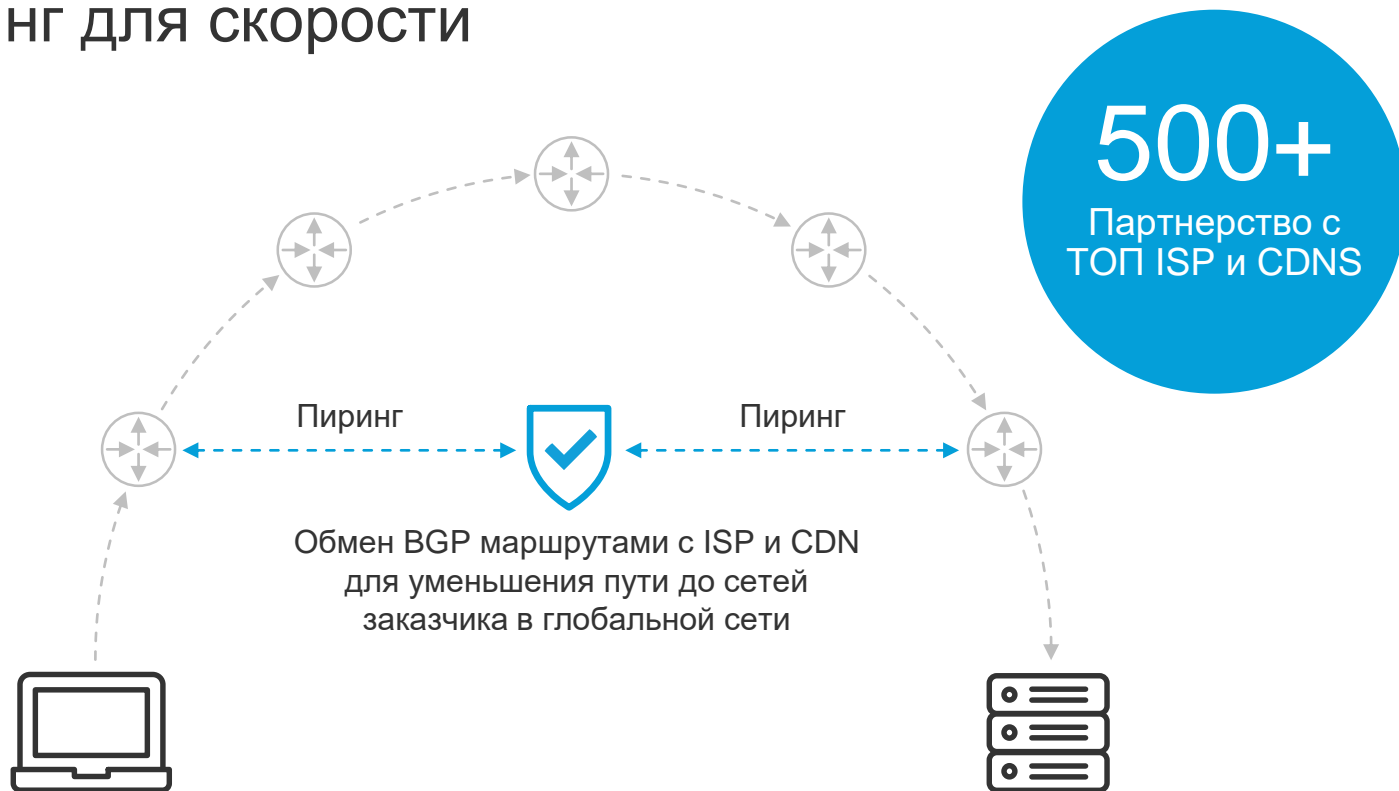 нг для скорости
500+
Партнерство с
ТОП ISP и CDNS
Пиринг
Пиринг
Обмен BGP маршрутами с ISP и CDN
для уменьшения пути до сетей
заказчика в глобальной сети